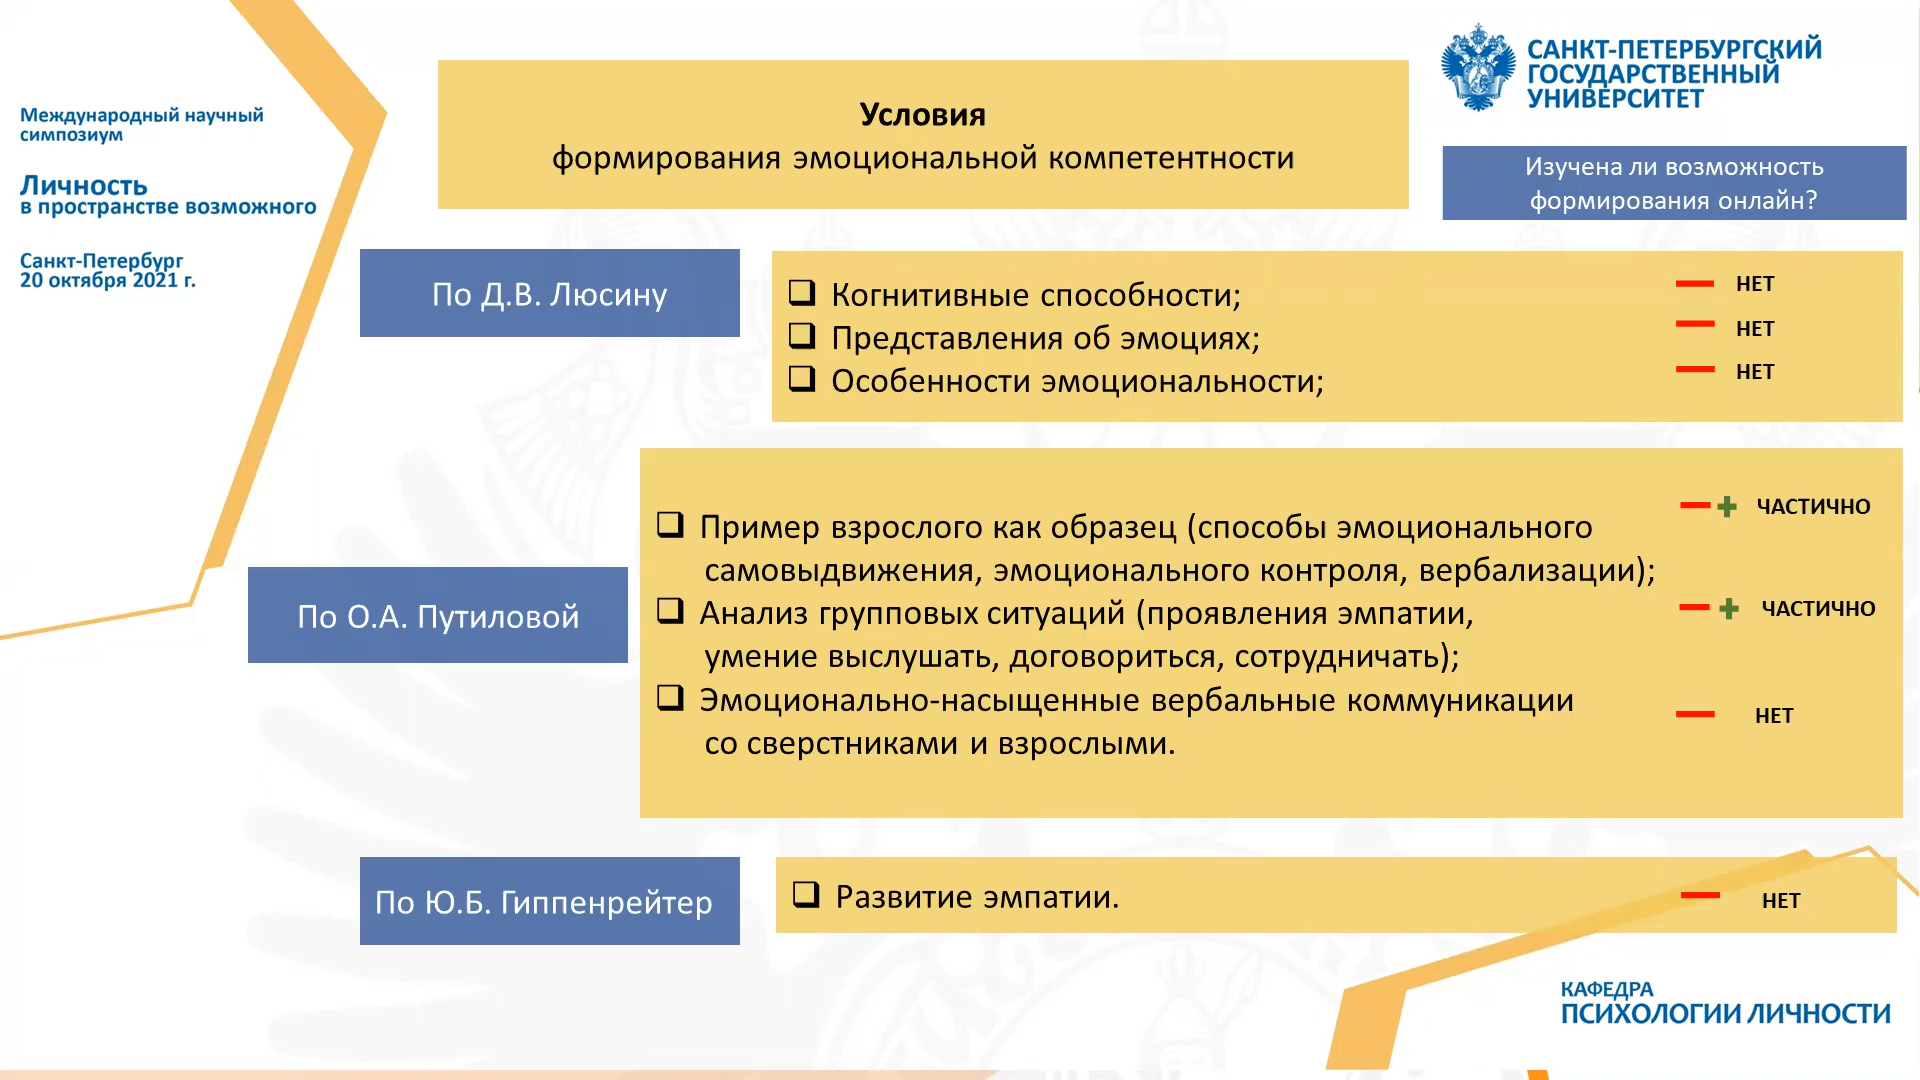 Международный научный
симпозиум
Личность
в пространстве возможного
Санкт-Петербург
20 октября 2021 г.
Условия
формирования эмоциональной компетентности
САНКТ-ПЕТЕРБУРГСКИЙ
ГОСУДАРСТВЕННЫЙ
УНИВЕРСИТЕТ
Изучена ли возможность
формирования онлайн?
По Д.В. Люсину
Когнитивные способности;
НЕТ
Представления об эмоциях;
НЕТ
Особенности эмоциональности;
НЕТ
По О.А. Путиловой
Пример взрослого как образец (способы эмоционального
самовыдвижения, эмоционального контроля, вербализации);
ЧАСТИЧНО
Анализ групповых ситуаций (проявления эмпатии,
умение выслушать, договориться, сотрудничать);
ЧАСТИЧНО
Эмоционально-насыщенные вербальные коммуникации
со сверстниками и взрослыми.
НЕТ
По Ю.Б. Гиппенрейтер
Развитие эмпатии.
НЕТ
КАФЕДРА
ПСИХОЛОГИИ ЛИЧНОСТИ